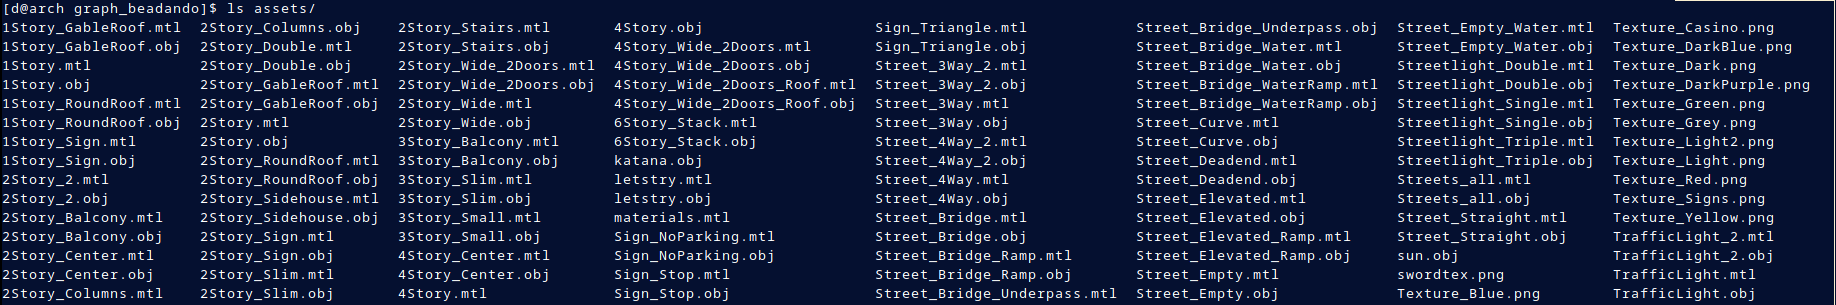 [d@arch graph_beadando]$ ls assets/
1Story_GableRoof.mtl  2Story_Columns.obj    2Story_Stairs.mtl       4Story.obj                 Sign_Triangle.mtl            Street_Bridge_Underpass.obj  Street_Empty_Water.mtl   Texture_Casino.png
1Story_GableRoof.obj  2Story_Double.mtl     2Story_Stairs.obj       4Story_Wide_2Doors.mtl     Sign_Triangle.obj            Street_Bridge_Water.mtl      Street_Empty_Water.obj   Texture_DarkBlue.png
1Story.mtl            2Story_Double.obj     2Story_Wide_2Doors.mtl  4Story_Wide_2Doors.obj     Street_3Way_2.mtl            Street_Bridge_Water.obj      Streetlight_Double.mtl   Texture_Dark.png
1Story.obj            2Story_GableRoof.mtl  2Story_Wide_2Doors.obj  4Story_Wide_2Doors_Roof.mtl  Street_3Way_2.obj            Street_Bridge_WaterRamp.mtl  Streetlight_Double.obj   Texture_DarkPurple.png
1Story_RoundRoof.mtl  2Story_GableRoof.obj  2Story_Wide.mtl         4Story_Wide_2Doors_Roof.obj  Street_3Way.mtl              Street_Bridge_WaterRamp.obj  Streetlight_Single.mtl   Texture_Green.png
1Story_RoundRoof.obj  2Story.mtl            2Story_Wide.obj         6Story_Stack.mtl           Street_3Way.obj              Street_Curve.mtl             Streetlight_Single.obj   Texture_Grey.png
1Story_Sign.mtl       2Story.obj            3Story_Balcony.mtl      6Story_Stack.obj           Street_4Way_2.mtl            Street_Curve.obj             Streetlight_Triple.mtl   Texture_Light2.png
1Story_Sign.obj       2Story_RoundRoof.mtl  3Story_Balcony.obj      katana.obj                 Street_4Way_2.obj            Street_Deadend.mtl           Streetlight_Triple.obj   Texture_Light.png
2Story_2.mtl          2Story_RoundRoof.obj  3Story_Slim.mtl         letstry.mtl                Street_4Way.mtl              Street_Deadend.obj           Streets_all.mtl          Texture_Red.png
2Story_2.obj          2Story_Sidehouse.mtl  3Story_Slim.obj         letstry.obj                Street_4Way.obj              Street_Elevated.mtl          Streets_all.obj          Texture_Signs.png
2Story_Balcony.mtl    2Story_Sidehouse.obj  3Story_Small.mtl        materials.mtl              Street_Bridge.mtl            Street_Elevated.obj          Street_Straight.mtl      Texture_Yellow.png
2Story_Balcony.obj    2Story_Sign.mtl       3Story_Small.obj        Sign_NoParking.mtl         Street_Bridge.obj            Street_Elevated_Ramp.mtl     Street_Straight.obj      TrafficLight_2.mtl
2Story_Center.mtl     2Story_Sign.obj       4Story_Center.mtl       Sign_NoParking.obj         Street_Bridge_Ramp.mtl       Street_Elevated_Ramp.obj     sun.obj                  TrafficLight_2.obj
2Story_Center.obj     2Story_Slim.mtl       4Story_Center.obj       Sign_Stop.mtl              Street_Bridge_Ramp.obj       Street_Empty.mtl             swordtex.png             TrafficLight.mtl
2Story_Columns.mtl    2Story_Slim.obj       4Story.mtl              Sign_Stop.obj              Street_Bridge_Underpass.mtl  Street_Empty.obj             Texture_Blue.png         TrafficLight.obj